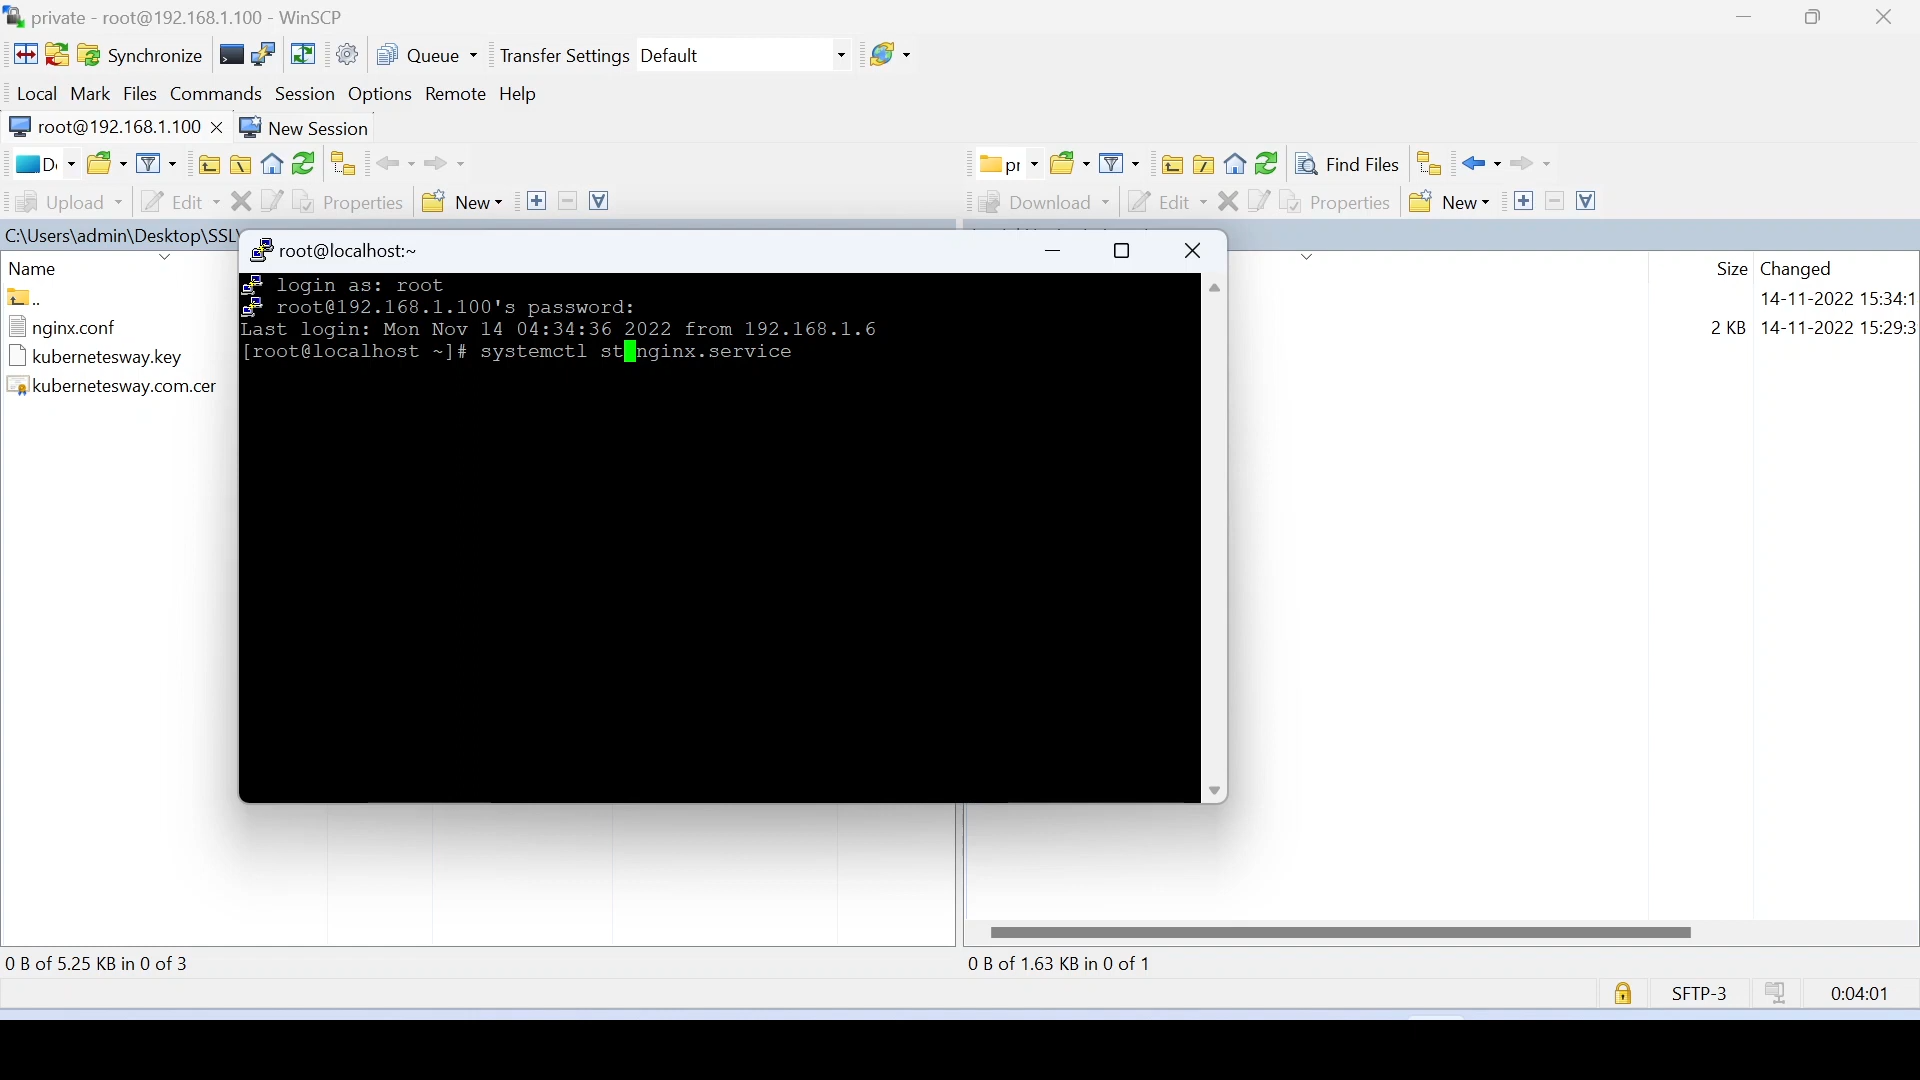 private - root@192.168.1.100 - WinSCP
Synchronize Queue Transfer Settings Default
Local Mark Files Commands Session Options Remote Help
root@192.168.1.100 New Session
Find Files
Upload Edit Properties New Download Edit Properties New
C:\Users\admin\Desktop\SSL\
root@localhost:~
Name Size Changed
.. 14-11-2022 15:34:1
nginx.conf 2 KB 14-11-2022 15:29:3
kubernetesway.key
kubernetesway.com.cer
login as: root
root@192.168.1.100's password:
Last login: Mon Nov 14 04:34:36 2022 from 192.168.1.6
[root@localhost ~]# systemctl st nginx.service
0 B of 5.25 KB in 0 of 3 0 B of 1.63 KB in 0 of 1
SFTP-3 0:04:01